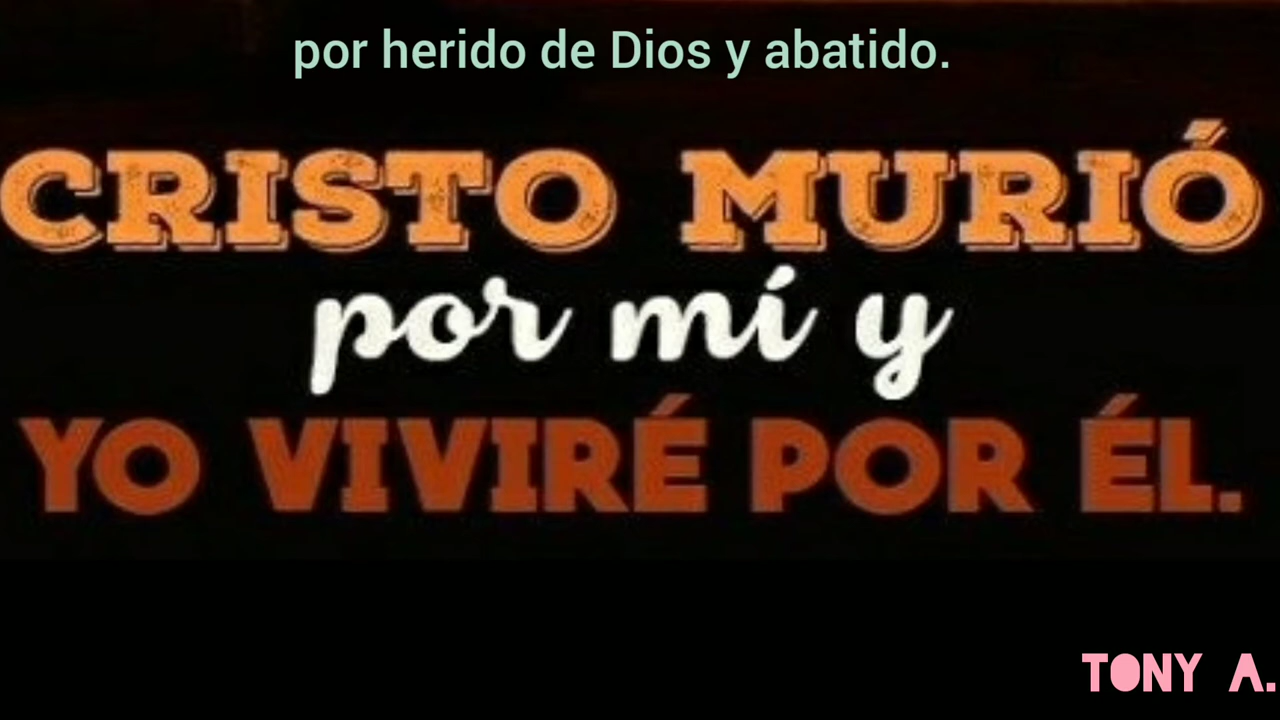 por herido de Dios y abatido.
CRISTO MURIÓ
por mí y
YO VIVIRÉ POR ÉL.
TONY A.